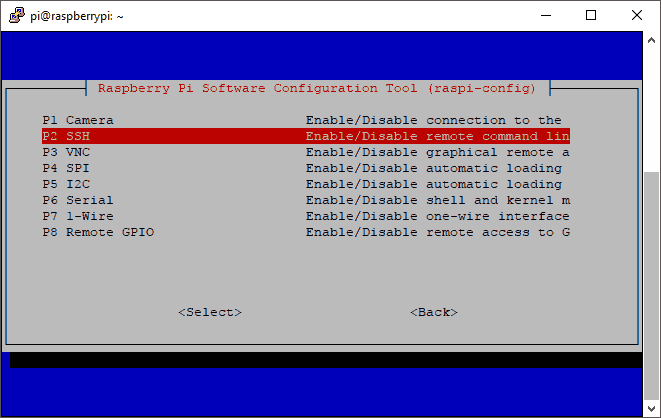 pi@raspberrypi: ~
Raspberry Pi Software Configuration Tool (raspi-config)
P1 Camera Enable/Disable connection to the
P2 SSH Enable/Disable remote command lin
P3 VNC Enable/Disable graphical remote a
P4 SPI Enable/Disable automatic loading
P5 I2C Enable/Disable automatic loading
P6 Serial Enable/Disable shell and kernel m
P7 1-Wire Enable/Disable one-wire interface
P8 Remote GPIO Enable/Disable remote access to G
<Select> <Back>